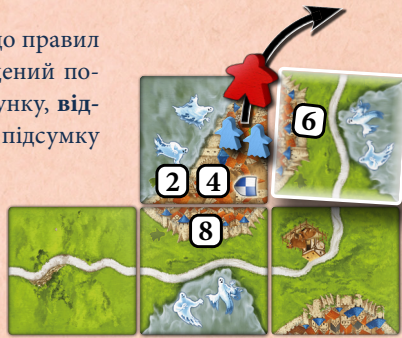 до правил
дений по-
унку, від-
підсумку
6
2 4
8